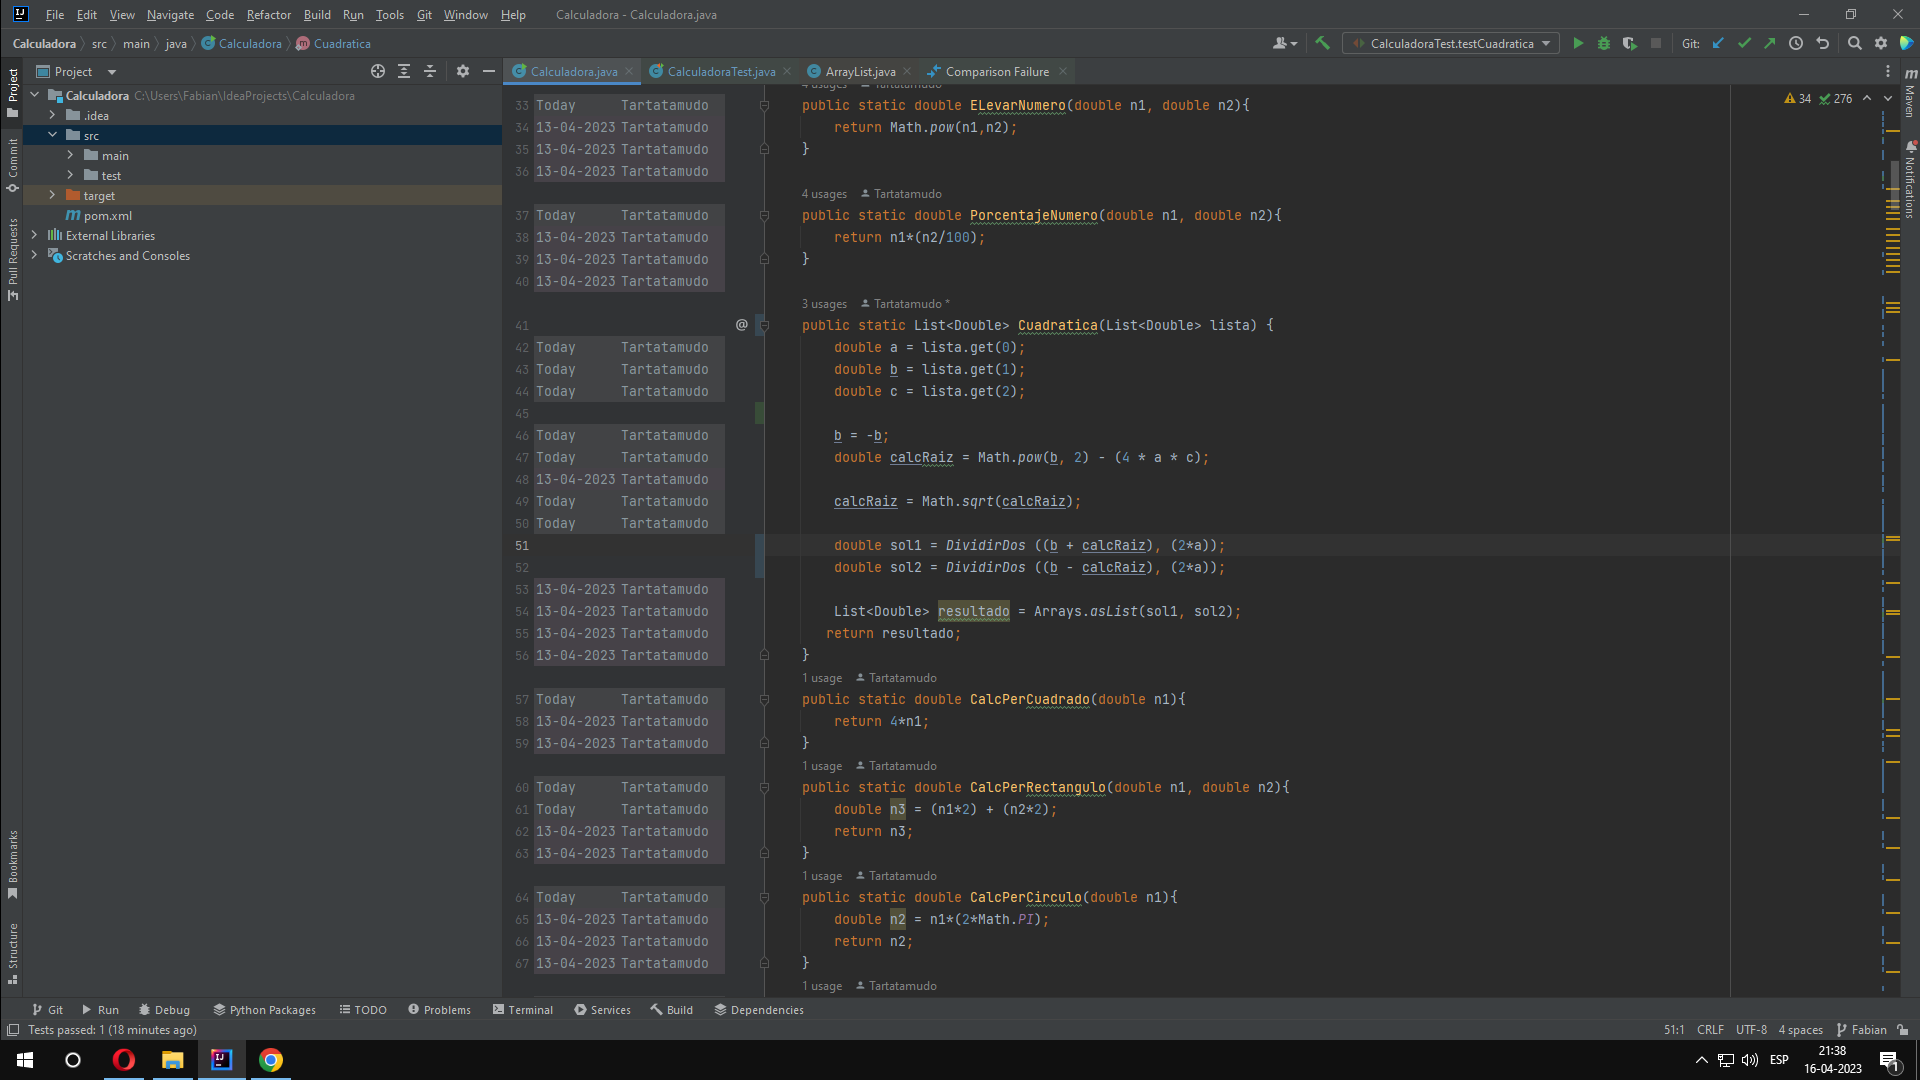 File Edit View Navigate Code Refactor Build Run Tools Git Window Help Calculadora - Calculadora.java
Calculadora src main java Calculadora Cuadratica CalculadoraTest.testCuadratica Git:
Project
Calculadora.java CalculadoraTest.java ArrayList.java Comparison Failure
Calculadora C:\Users\Fabian\IdeaProjects\Calculadora
.idea
src
main
test
target
pom.xml
External Libraries
Scratches and Consoles
Project
Commit
Pull Requests
Bookmarks
Structure
Maven
Notifications
34 276
4 usages Tartatamudo
33 Today Tartatamudo public static double ELevarNumero(double n1, double n2){
34 13-04-2023 Tartatamudo return Math.pow(n1,n2);
35 13-04-2023 Tartatamudo }
36 13-04-2023 Tartatamudo
4 usages Tartatamudo
37 Today Tartatamudo public static double PorcentajeNumero(double n1, double n2){
38 13-04-2023 Tartatamudo return n1*(n2/100);
39 13-04-2023 Tartatamudo }
40 13-04-2023 Tartatamudo
3 usages Tartatamudo *
41 @ public static List<Double> Cuadratica(List<Double> lista) {
42 Today Tartatamudo double a = lista.get(0);
43 Today Tartatamudo double b = lista.get(1);
44 Today Tartatamudo double c = lista.get(2);
45
46 Today Tartatamudo b = -b;
47 Today Tartatamudo double calcRaiz = Math.pow(b, 2) - (4 * a * c);
48 13-04-2023 Tartatamudo
49 Today Tartatamudo calcRaiz = Math.sqrt(calcRaiz);
50 Today Tartatamudo
51 double sol1 = DividirDos ((b + calcRaiz), (2*a));
52 double sol2 = DividirDos ((b - calcRaiz), (2*a));
53 13-04-2023 Tartatamudo
54 13-04-2023 Tartatamudo List<Double> resultado = Arrays.asList(sol1, sol2);
55 13-04-2023 Tartatamudo return resultado;
56 13-04-2023 Tartatamudo }
1 usage Tartatamudo
57 Today Tartatamudo public static double CalcPerCuadrado(double n1){
58 13-04-2023 Tartatamudo return 4*n1;
59 13-04-2023 Tartatamudo }
1 usage Tartatamudo
60 Today Tartatamudo public static double CalcPerRectangulo(double n1, double n2){
61 Today Tartatamudo double n3 = (n1*2) + (n2*2);
62 13-04-2023 Tartatamudo return n3;
63 13-04-2023 Tartatamudo }
1 usage Tartatamudo
64 Today Tartatamudo public static double CalcPerCirculo(double n1){
65 13-04-2023 Tartatamudo double n2 = n1*(2*Math.PI);
66 13-04-2023 Tartatamudo return n2;
67 13-04-2023 Tartatamudo }
1 usage Tartatamudo
Git Run Debug Python Packages TODO Problems Terminal Services Build Dependencies
Tests passed: 1 (18 minutes ago) 51:1 CRLF UTF-8 4 spaces Fabian
ESP 21:38
16-04-2023 1